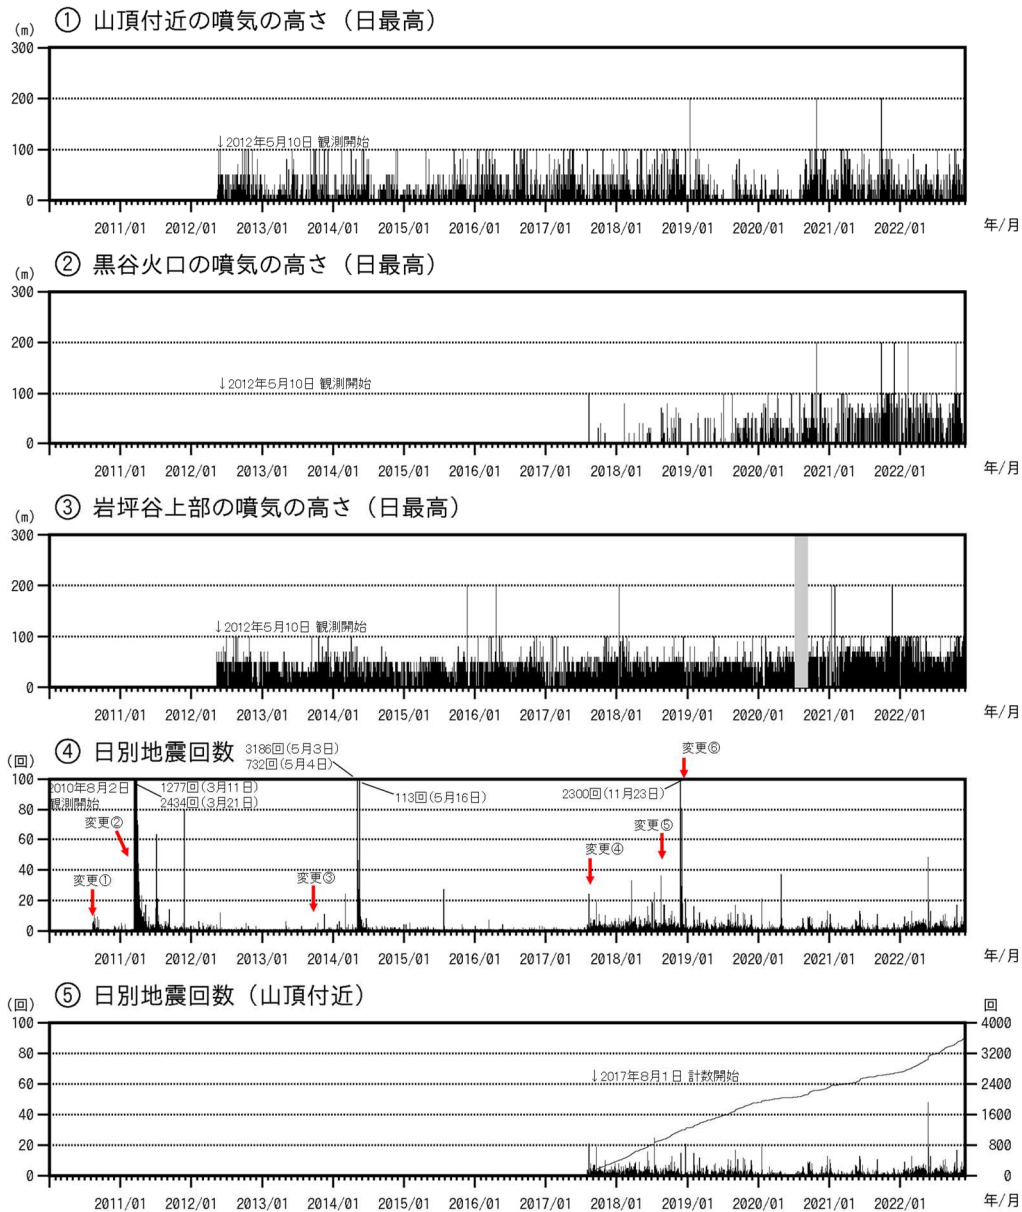 ① 山頂付近の噴気の高さ（日最高）
(m)
300
200
↓2012年5月10日 観測開始
100
0
2011/01 2012/01 2013/01 2014/01 2015/01 2016/01 2017/01 2018/01 2019/01 2020/01 2021/01 2022/01
年/月
② 黒谷火口の噴気の高さ（日最高）
(m)
300
200
↓2012年5月10日 観測開始
100
0
2011/01 2012/01 2013/01 2014/01 2015/01 2016/01 2017/01 2018/01 2019/01 2020/01 2021/01 2022/01
年/月
③ 岩坪谷上部の噴気の高さ（日最高）
(m)
300
200
↓2012年5月10日 観測開始
100
0
2011/01 2012/01 2013/01 2014/01 2015/01 2016/01 2017/01 2018/01 2019/01 2020/01 2021/01 2022/01
年/月
④ 日別地震回数
(回)
3186回(5月3日)
732回(5月4日)
変更⑥
100
2010年8月2日
観測開始
1277回(3月11日)
2434回(3月21日)
113回(5月16日)
2300回(11月23日)
80
変更②
変更⑤
60
変更④
40
変更①
変更③
20
0
2011/01 2012/01 2013/01 2014/01 2015/01 2016/01 2017/01 2018/01 2019/01 2020/01 2021/01 2022/01
年/月
⑤ 日別地震回数（山頂付近）
(回)
回
100 4000
80 3200
↓2017年8月1日 計数開始
60 2400
40 1600
20 800
0 0
2011/01 2012/01 2013/01 2014/01 2015/01 2016/01 2017/01 2018/01 2019/01 2020/01 2021/01 2022/01
年/月